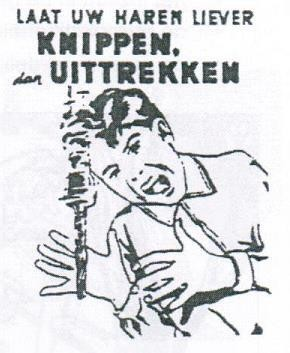 LAAT UW HAREN LIEVER
KNIPPEN,
dan UITTREKKEN